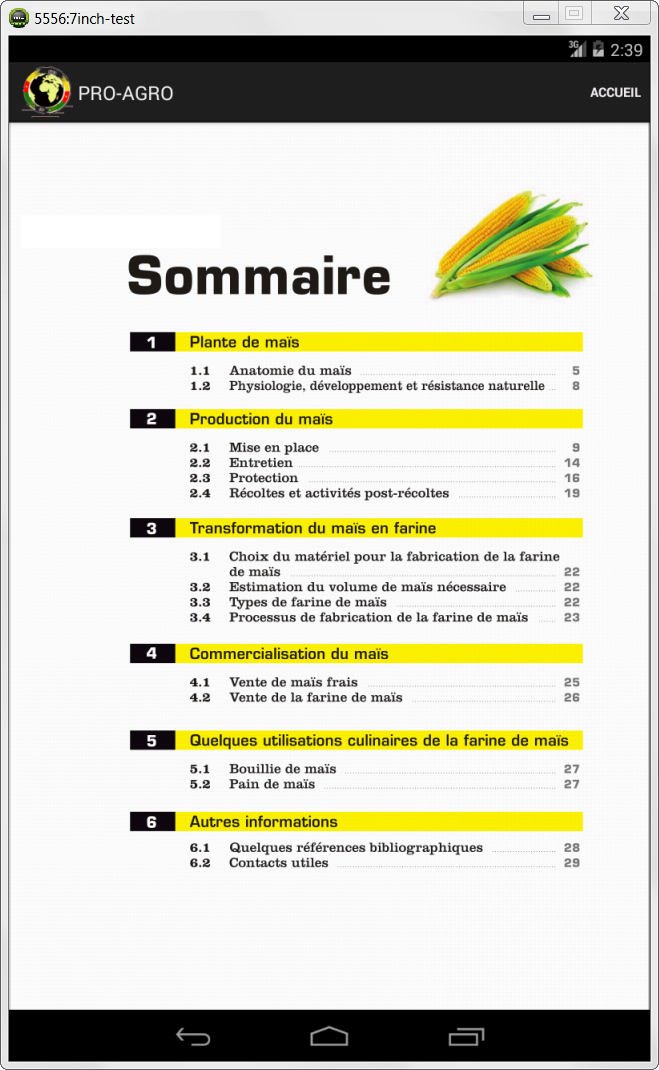 5556:7inch-test
3G 2:39
PRO-AGRO ACCUEIL
Sommaire
1 Plante de maïs
1.1 Anatomie du maïs 5
1.2 Physiologie, développement et résistance naturelle 8
2 Production du maïs
2.1 Mise en place 9
2.2 Entretien 14
2.3 Protection 16
2.4 Récoltes et activités post-récoltes 19
3 Transformation du maïs en farine
3.1 Choix du matériel pour la fabrication de la farine
de maïs 22
3.2 Estimation du volume de maïs nécessaire 22
3.3 Types de farine de maïs 22
3.4 Processus de fabrication de la farine de maïs 23
4 Commercialisation du maïs
4.1 Vente de maïs frais 25
4.2 Vente de la farine de maïs 26
5 Quelques utilisations culinaires de la farine de maïs
5.1 Bouillie de maïs 27
5.2 Pain de maïs 27
6 Autres informations
6.1 Quelques références bibliographiques 28
6.2 Contacts utiles 29